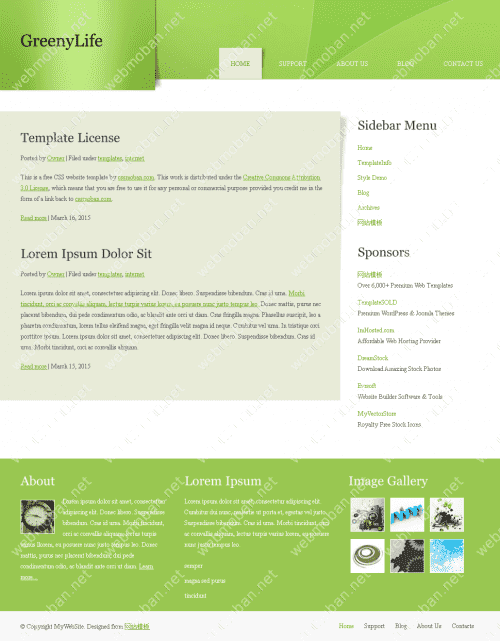 GreenyLife
HOME SUPPORT ABOUT US BLOG CONTACT US
Template License
Posted by Owner | Filed under templates, internet
This is a free CSS website template by cssmoban.com. This work is distributed under the Creative Commons Attribution
3.0 License, which means that you are free to use it for any personal or commercial purpose provided you credit me in the
form of a link back to cssmoban.com.
Read more | March 16, 2015
Lorem Ipsum Dolor Sit
Posted by Owner | Filed under templates, internet
Lorem ipsum dolor sit amet, consectetuer adipiscing elit. Donec libero. Suspendisse bibendum. Cras id urna. Morbi
tincidunt, orci ac convallis aliquam, lectus turpis varius lorem, eu posuere nunc justo tempus leo. Donec mattis, purus nec
placerat bibendum, dui pede condimentum odio, ac blandit ante orci ut diam. Cras fringilla magna. Phasellus suscipit, leo a
pharetra condimentum, lorem tellus eleifend magna, eget fringilla velit magna id neque. Curabitur vel urna. In tristique orci
porttitor ipsum. Lorem ipsum dolor sit amet, consectetuer adipiscing elit. Donec libero. Suspendisse bibendum. Cras id
urna. Morbi tincidunt, orci ac convallis aliquam.
Read more | March 13, 2015
Sidebar Menu
Home
TemplateInfo
Style Demo
Blog
Archives
网站模板
Sponsors
网站模板
Over 6,000+ Premium Web Templates
TemplateSOLD
Premium WordPress & Joomla Themes
ImHosted.com
Affordable Web Hosting Provider
DreamStock
Download Amazing Stock Photos
Evrsoft
Website Builder Software & Tools
MyVectorStore
Royalty Free Stock Icons
About
Lorem ipsum dolor sit amet, consectetuer
adipiscing elit. Donec libero. Suspendisse
bibendum. Cras id urna. Morbi tincidunt,
orci ac convallis aliquam, lectus turpis
varius lorem, eu posuere nunc justo tempus leo. Donec
mattis, purus nec placerat bibendum, dui pede
condimentum odio, ac blandit ante orci ut diam. Learn
more...
Lorem Ipsum
Lorem ipsum dolor sit amet, consectetur adipiscing elit.
Curabitur dui nunc, molestie ut porta et, egestas vel justo.
Suspendisse bibendum. Cras id urna. Morbi tincidunt, orci
ac convallis aliquam, lectus turpis varius lorem, eu posuere
nunc justo tempus leo.
semper
magna sed purus
tincidunt
Image Gallery
© Copyright MyWebSite. Designed from 网站模板
Home Support Blog About Us Contacts
webmoban.net